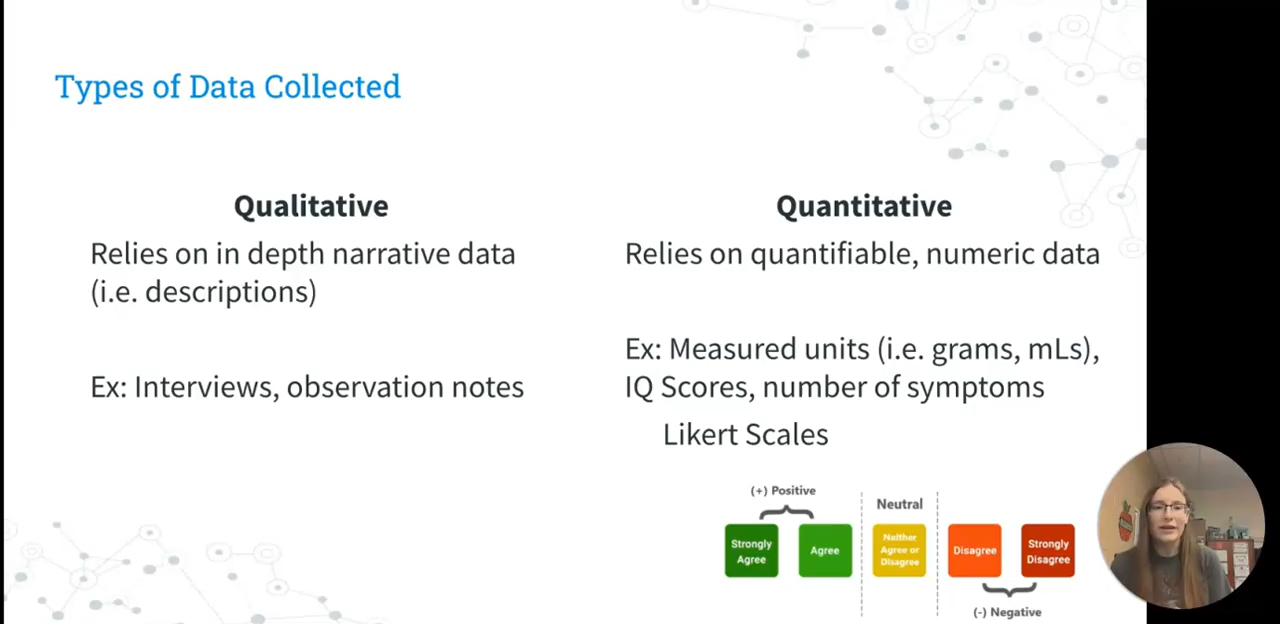 Types of Data Collected
Qualitative
Relies on in depth narrative data
(i.e. descriptions)
Ex: Interviews, observation notes
Quantitative
Relies on quantifiable, numeric data
Ex: Measured units (i.e. grams, mLs),
IQ Scores, number of symptoms
Likert Scales
(+) Positive
Neutral
Strongly
Agree
Agree
Neither
Agree or
Disagree
Disagree
Strongly
Disagree
(-) Negative